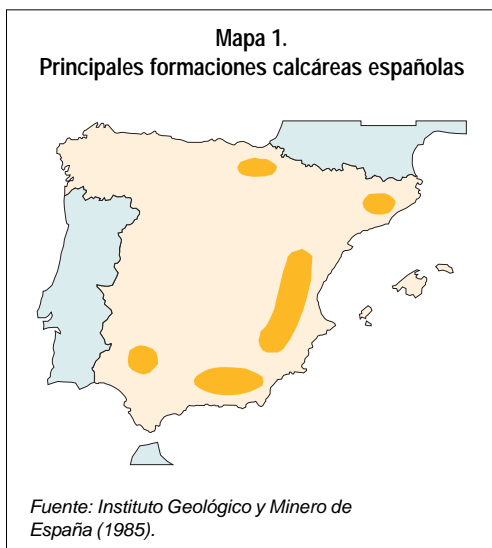 Mapa 1.
Principales formaciones calcáreas españolas
Fuente: Instituto Geológico y Minero de
España (1985).